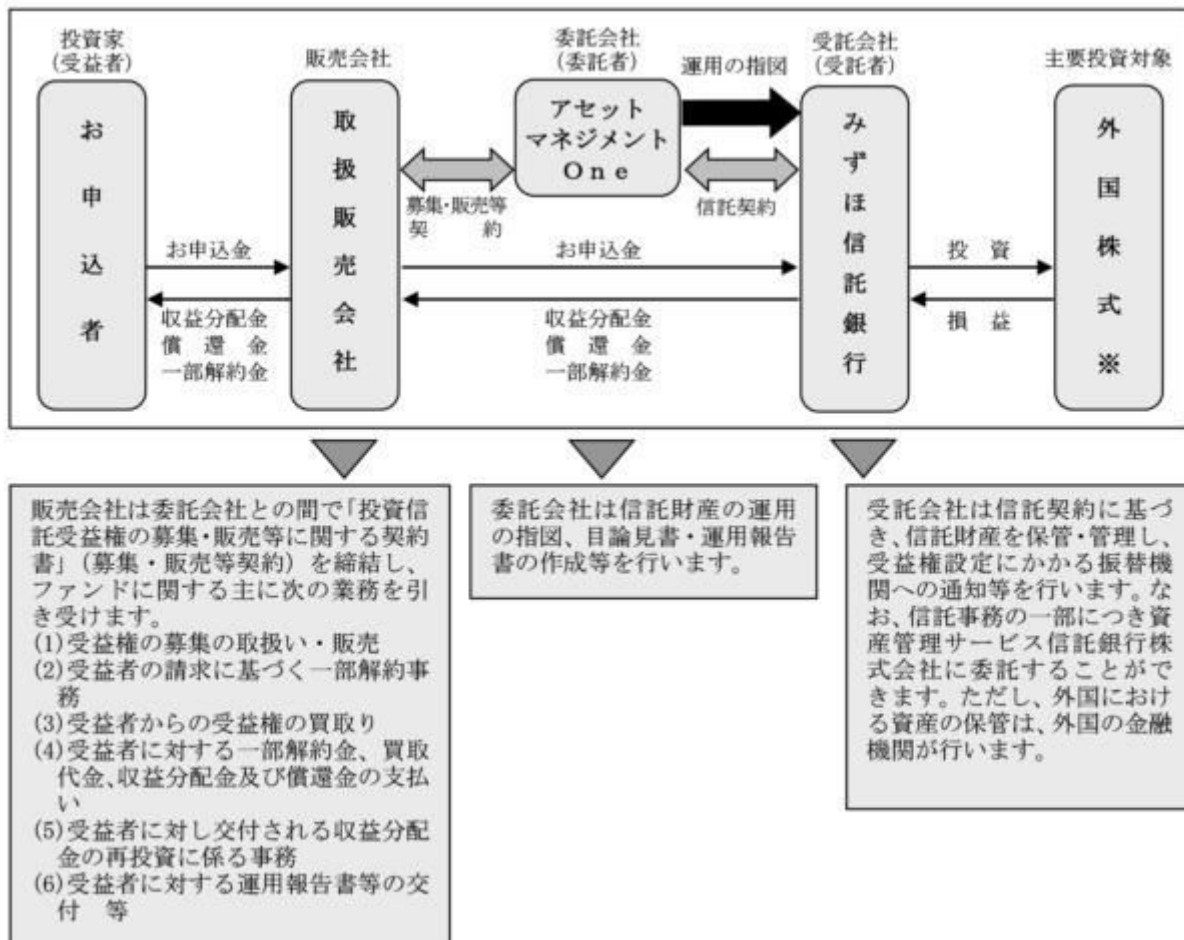 投資家
(受益者)
販売会社
委託会社
(委託者)
運用の指図
受託会社
(受託者)
主要投資対象
お申込者
取扱販売会社
アセット
マネジメント
One
みずほ信託銀行
外国株式※
募集・販売等
契約
信託契約
お申込金
収益分配金
償還金
一部解約金
お申込金
収益分配金
償還金
一部解約金
投資
損益
販売会社は委託会社との間で「投資信
託受益権の募集・販売等に関する契約
書」(募集・販売等契約)を締結し、
ファンドに関する主に次の業務を引
き受けます。
(1)受益権の募集の取扱い・販売
(2)受益者の請求に基づく一部解約事
務
(3)受益者からの受益権の買取り
(4)受益者に対する一部解約金、買取
代金、収益分配金及び償還金の支払
い
(5)受益者に対し交付される収益分配
金の再投資に係る事務
(6)受益者に対する運用報告書等の交
付 等
委託会社は信託財産の運用
の指図、目論見書・運用報告
書の作成等を行います。
受託会社は信託契約に基づ
き、信託財産を保管・管理し、
受益権設定にかかる振替機
関への通知等を行います。な
お、信託事務の一部につき資
産管理サービス信託銀行株
式会社に委託することがで
きます。ただし、外国におけ
る資産の保管は、外国の金融
機関が行います。